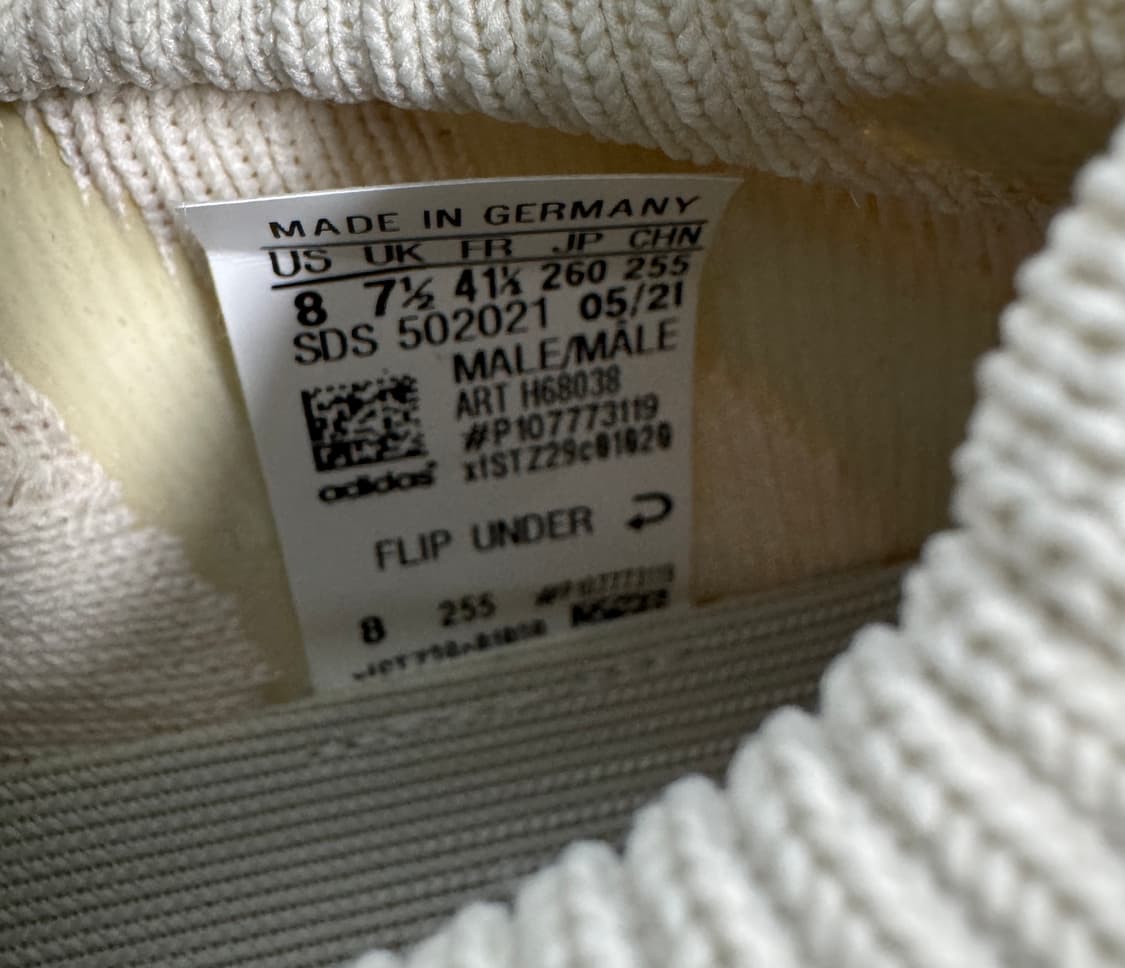 MADE IN GERMANY
US UK FR JP CHN
8 7½ 41⅓ 260 255
SDS 502021 05/21
MALE/MÂLE
ART H68038
#P107773119
adidas
FLIP UNDER
8 255 #P107773119